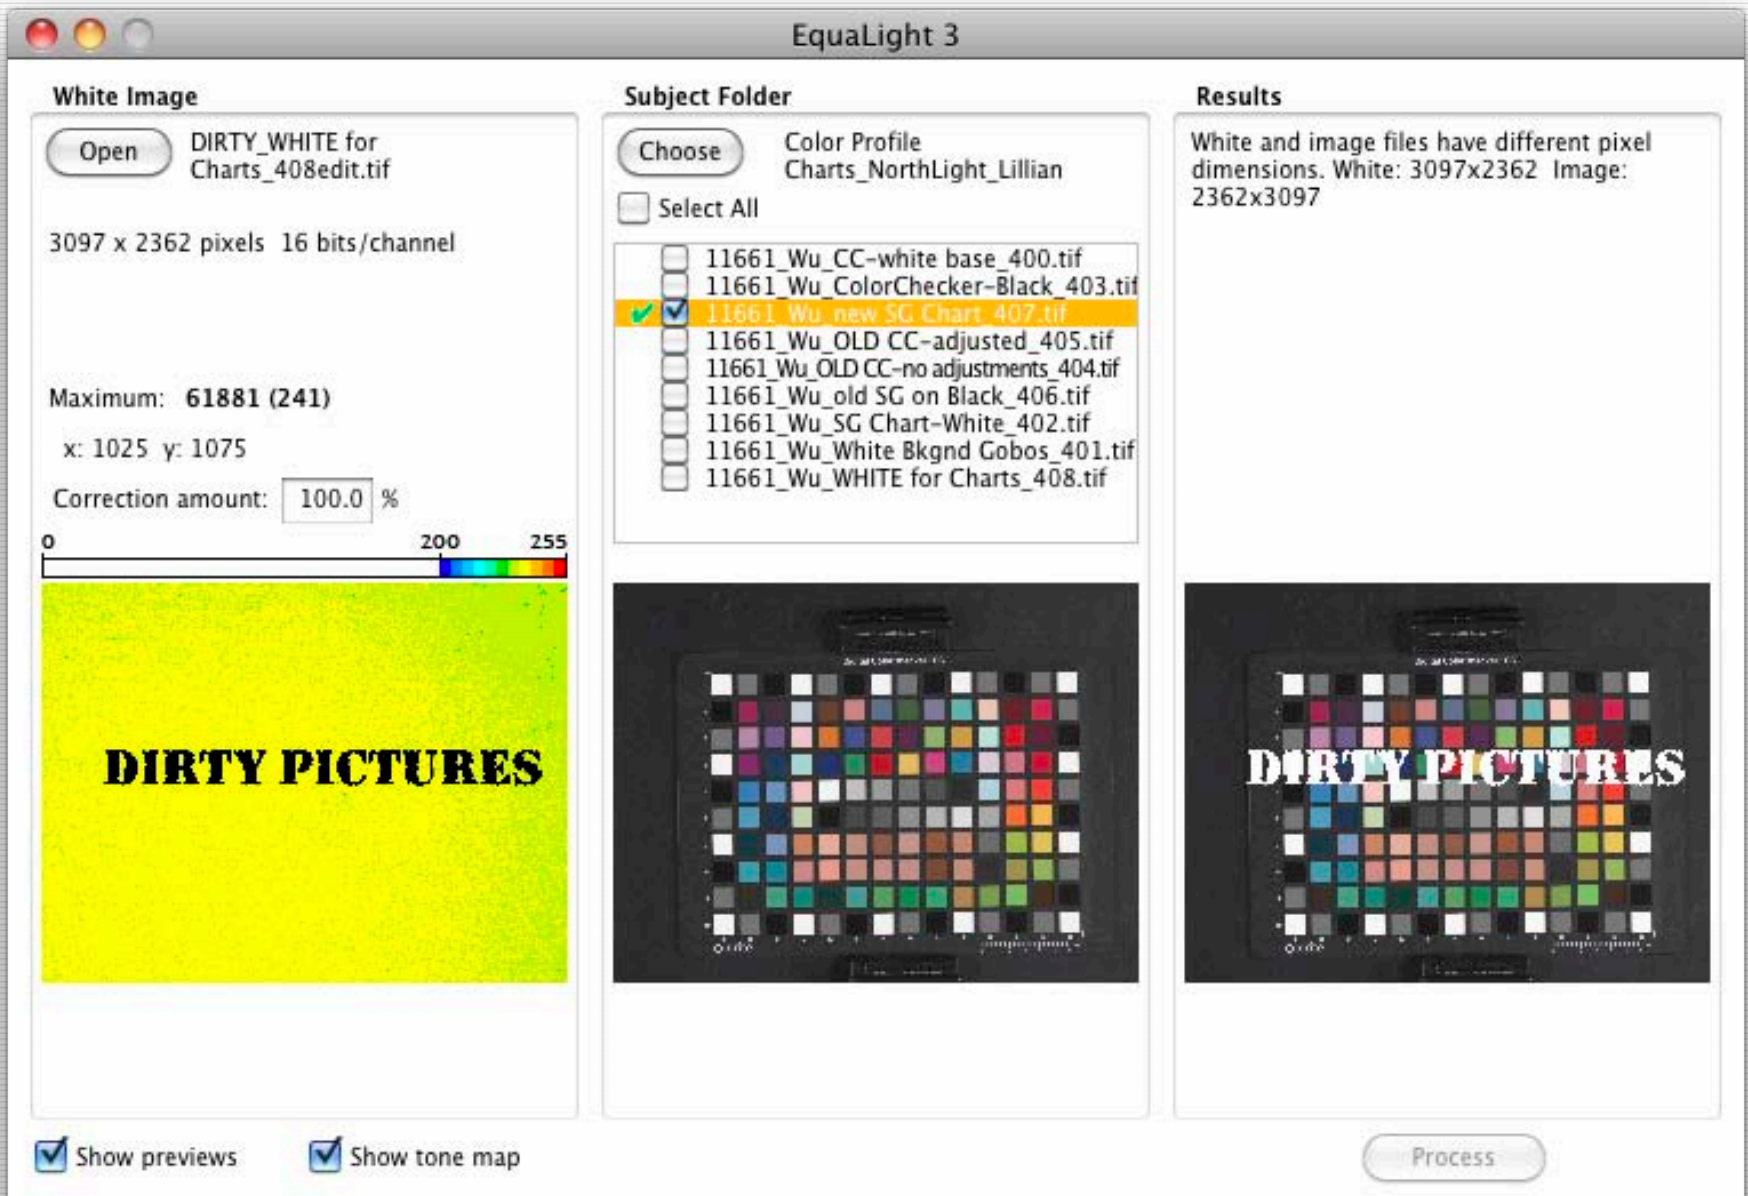 EquaLight 3
White Image
Open
DIRTY_WHITE for
Charts_408edit.tif
3097 x 2362 pixels 16 bits/channel
Maximum: 61881 (241)
x: 1025 y: 1075
Correction amount: 100.0 %
0 200 255
DIRTY PICTURES
Show previews
Show tone map
Subject Folder
Choose
Color Profile
Charts_NorthLight_Lillian
Select All
11661_Wu_CC-white base_400.tif
11661_Wu_ColorChecker-Black_403.tif
11661_Wu_new SG Chart_407.tif
11661_Wu_OLD CC-adjusted_405.tif
11661_Wu_OLD CC-no adjustments_404.tif
11661_Wu_old SG on Black_406.tif
11661_Wu_SG Chart-White_402.tif
11661_Wu_White Bkgnd Gobos_401.tif
11661_Wu_WHITE for Charts_408.tif
Results
White and image files have different pixel
dimensions. White: 3097x2362 Image:
2362x3097
DIRTY PICTURES
Process